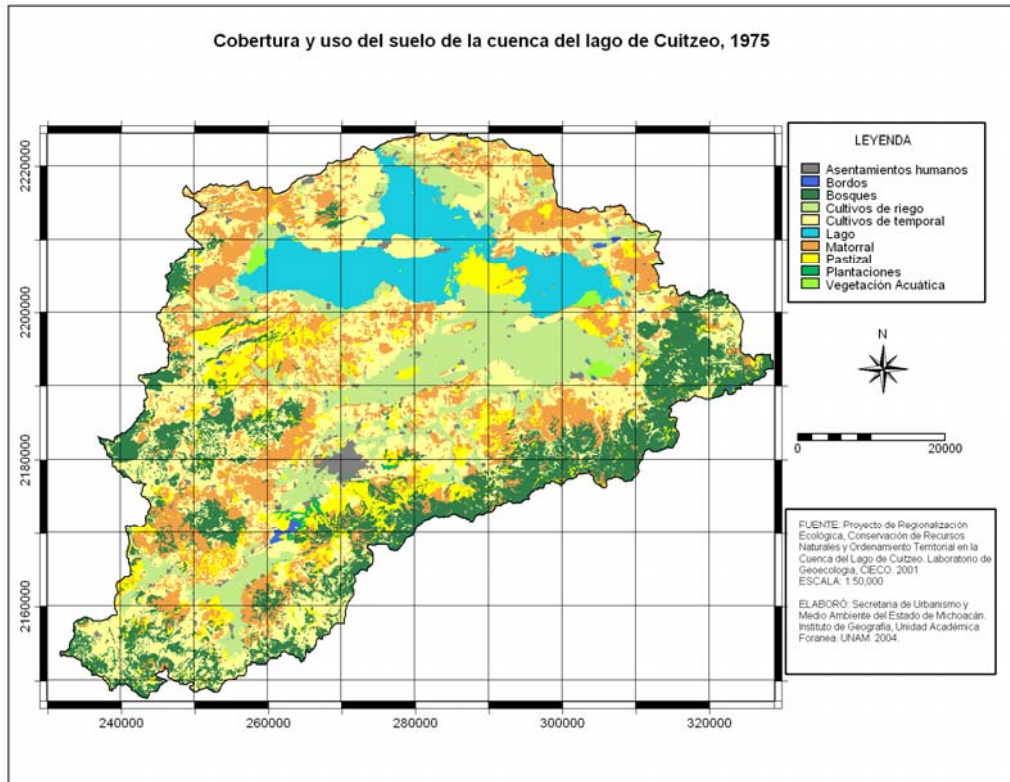 Cobertura y uso del suelo de la cuenca del lago de Cuitzeo, 1975
2220000
2200000
2180000
2160000
240000
260000
280000
300000
320000
LEYENDA
Asentamientos humanos
Bordos
Bosques
Cultivos de riego
Cultivos de temporal
Lago
Matorral
Pastizal
Plantaciones
Vegetación Acuática
N
0 20000
FUENTE: Proyecto de Regionalización
Ecológica, Conservación de Recursos
Naturales y Ordenamiento Territorial en la
Cuenca del Lago de Cuitzeo. Laboratorio de
Geoecologia, CIECO. 2001
ESCALA: 1:50,000
ELABORÓ: Secretaria de Urbanismo y
Medio Ambiente del Estado de Michoacán.
Instituto de Geografía, Unidad Académica
Foranea. UNAM. 2004.